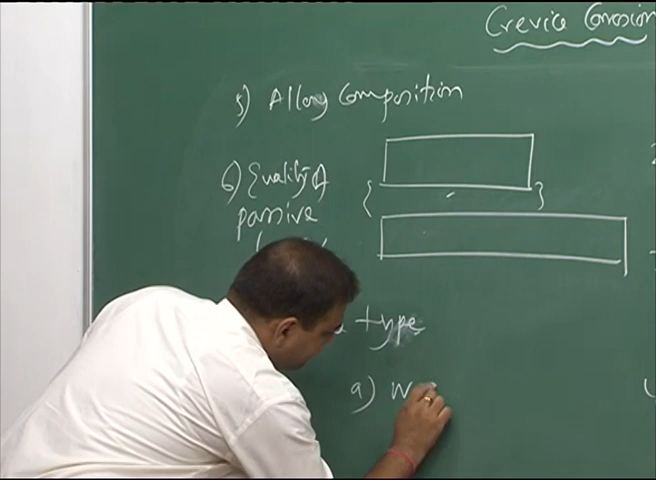 Crevice Corrosion
5) Alloy Composition
6) Quality of
passive
type
a)